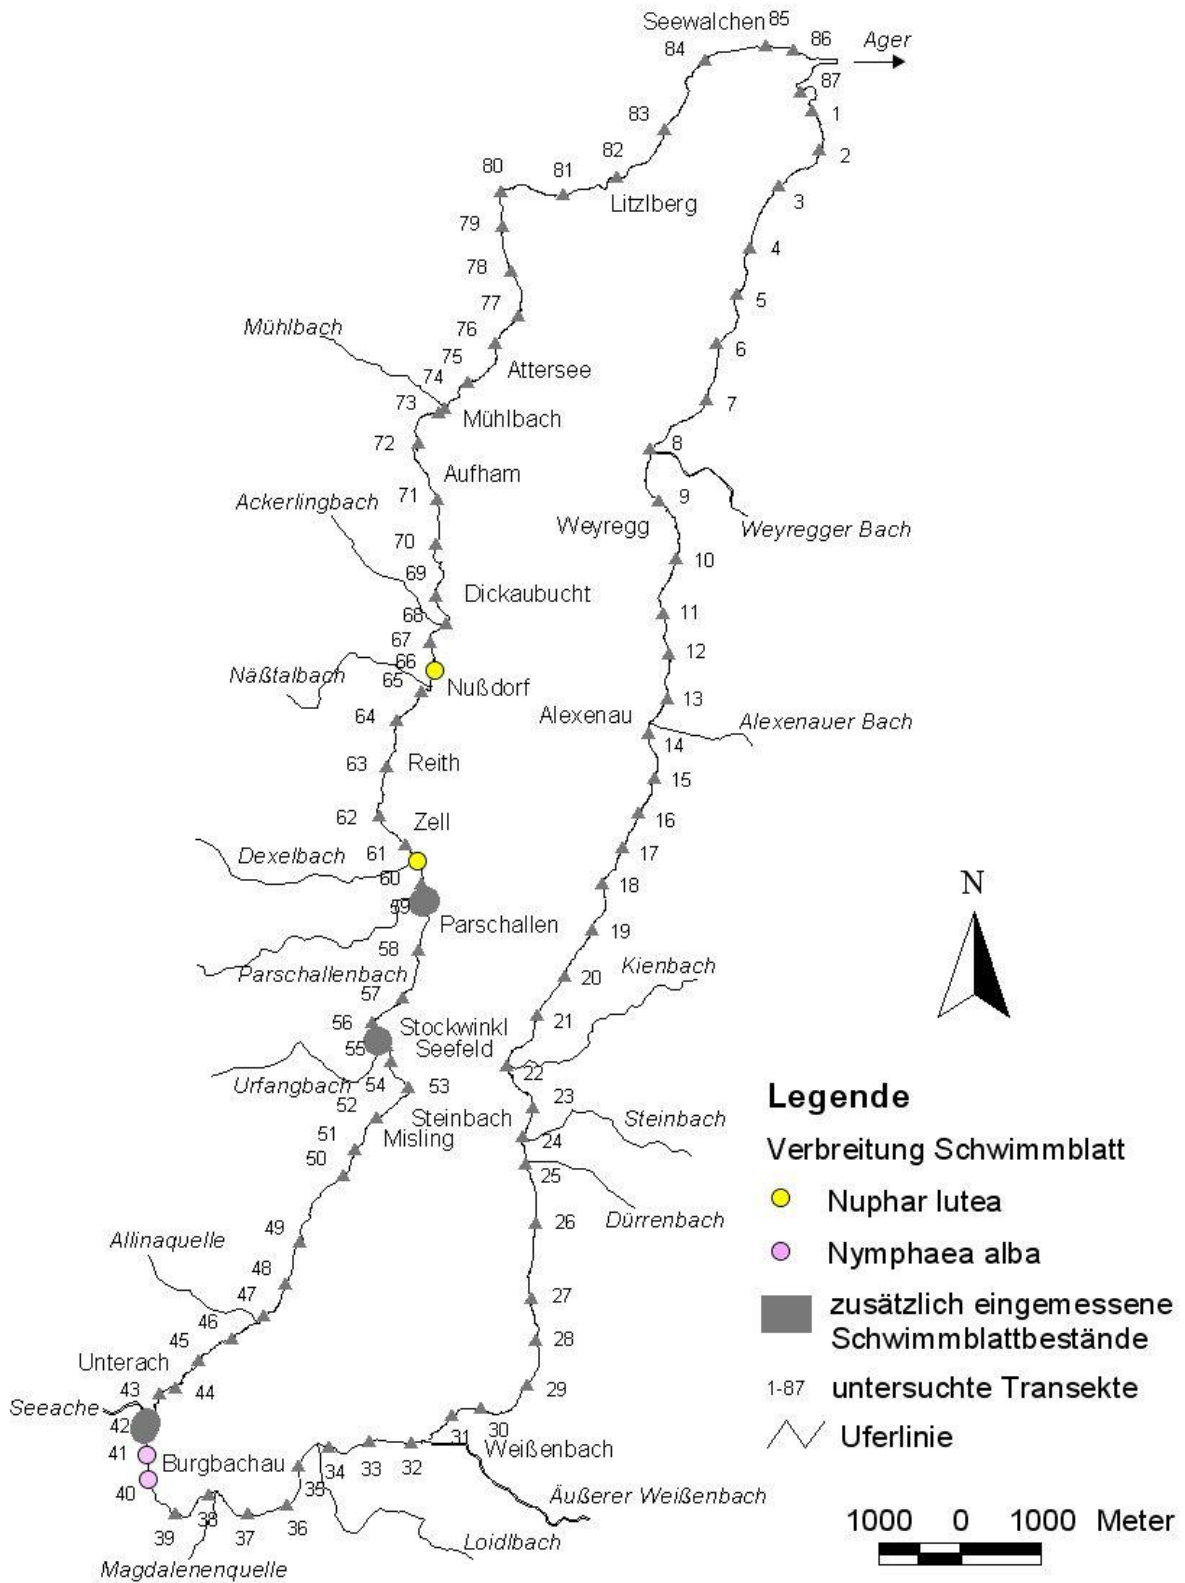 Seewalchen
85
86
84
Ager
87
1
83
2
82
80
81
3
Litzlberg
79
4
78
5
77
Mühlbach
76
6
75
Attersee
74
73
7
Mühlbach
72
8
Aufham
71
9
Ackerlingbach
Weyregg
Weyregger Bach
70
10
69
Dickaubucht
68
11
67
12
66
Näßtalbach
65
Nußdorf
13
64
Alexenau
Alexenauer Bach
14
63
Reith
15
62
Zell
16
61
Dexelbach
17
60
18
59
Parschallen
19
58
Kienbach
Parschallenbach
20
57
56
21
Stockwinkl
55
Seefeld
22
Urfangbach
54
53
23
52
Steinbach
Steinbach
51
Misling
24
50
25
26
Dürrenbach
49
Allinaquelle
48
27
47
46
28
45
Unterach
43
44
29
Seeache
42
30
31
41
Burgbachau
34
33
32
Weißenbach
40
35
Äußerer Weißenbach
39
38
37
36
Loidlbach
Magdalenenquelle
N
Legende
Verbreitung Schwimmblatt
Nuphar lutea
Nymphaea alba
zusätzlich eingemessene
Schwimmblattbestände
1-87 untersuchte Transekte
Uferlinie
1000 0 1000 Meter